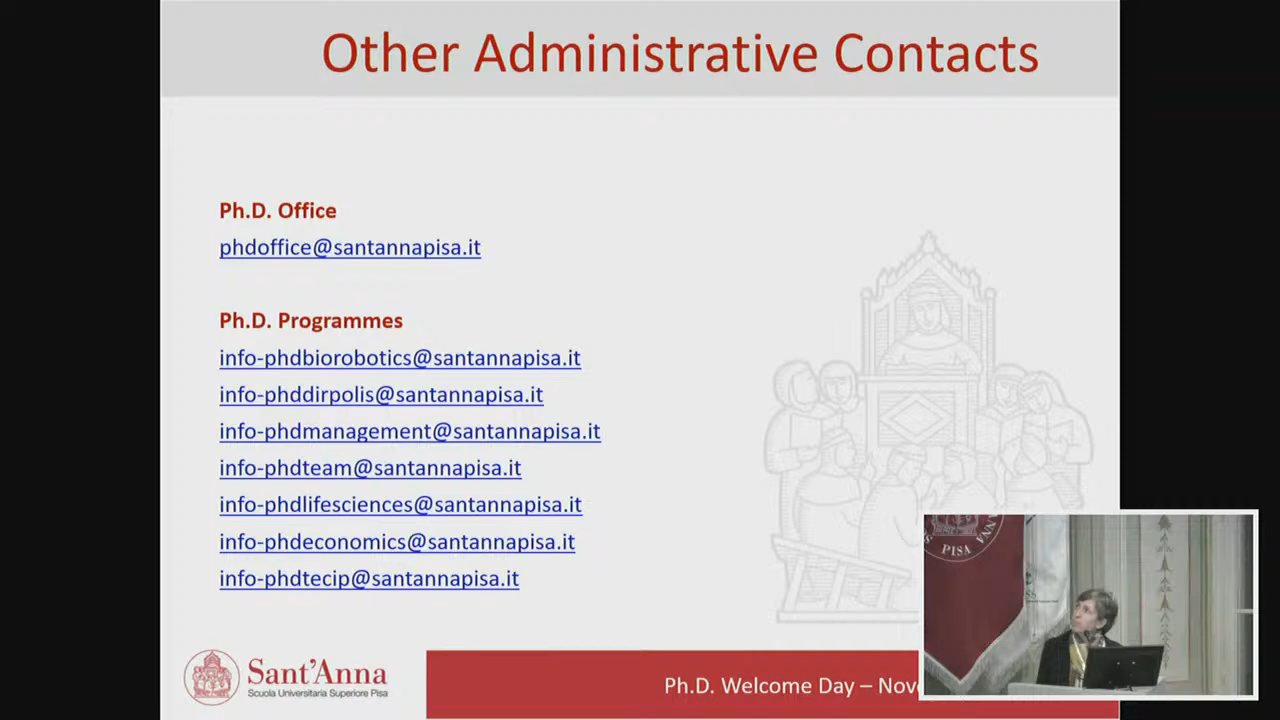 Other Administrative Contacts
Ph.D. Office
phdoffice@santannapisa.it
Ph.D. Programmes
info-phdbiorobotics@santannapisa.it
info-phddirpolis@santannapisa.it
info-phdmanagement@santannapisa.it
info-phdteam@santannapisa.it
info-phdlifesciences@santannapisa.it
info-phdeconomics@santannapisa.it
info-phdtecip@santannapisa.it
Sant'Anna
Scuola Universitaria Superiore Pisa
Ph.D. Welcome Day – Nov
ANNA
PISA